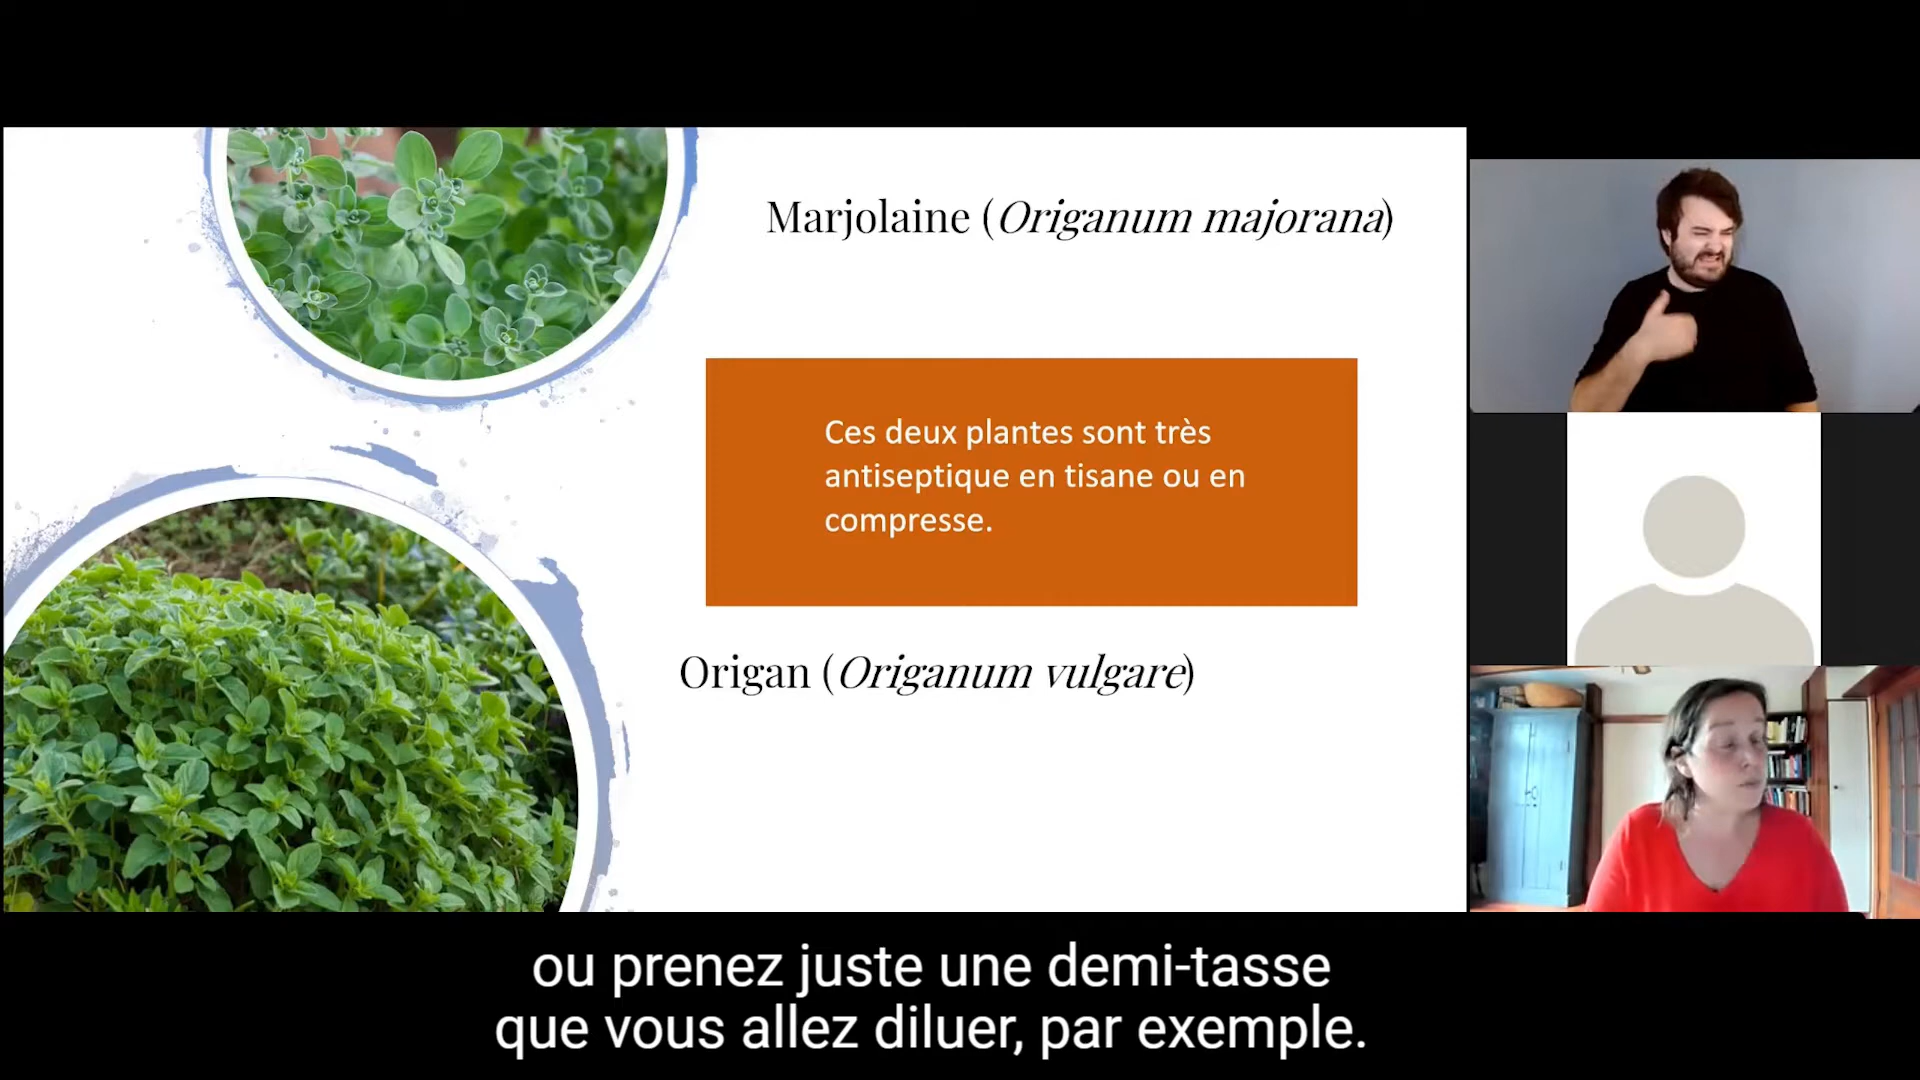 Marjolaine (Origanum majorana)
Ces deux plantes sont très
antiseptique en tisane ou en
compresse.
Origan (Origanum vulgare)
ou prenez juste une demi-tasse
que vous allez diluer, par exemple.